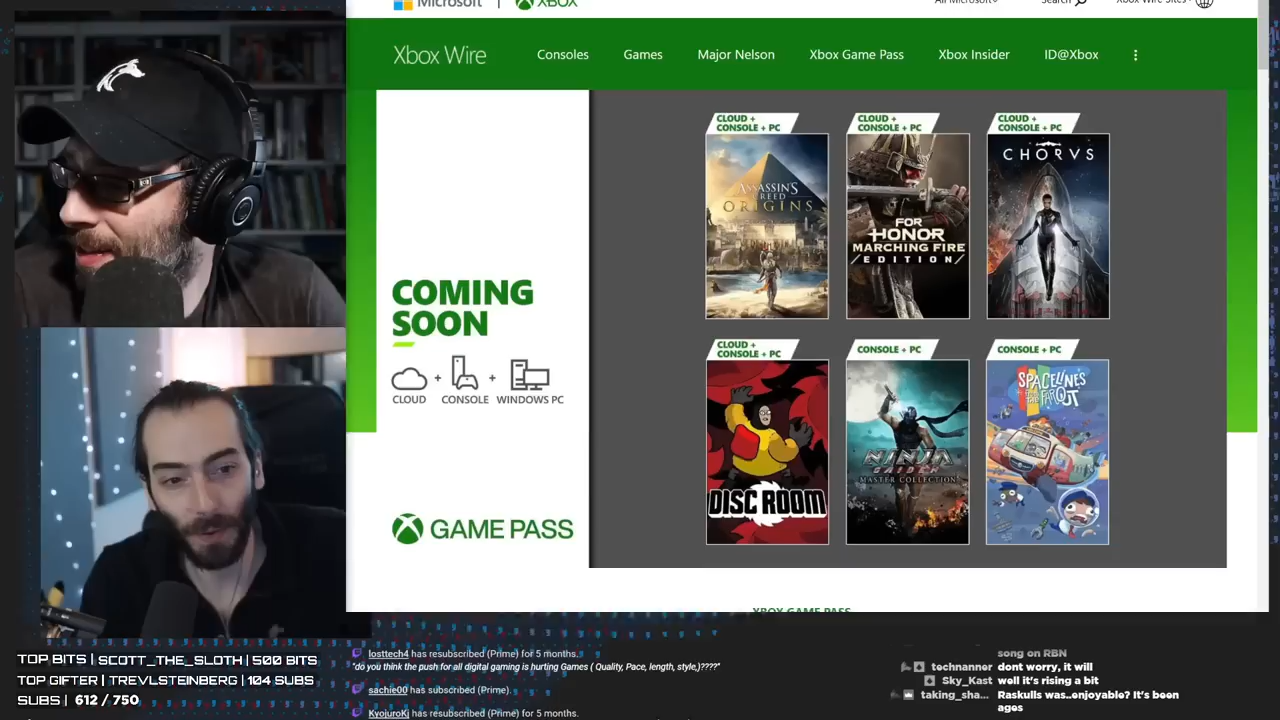 Microsoft | XBOX
All Microsoft
Search
Xbox Wire Sites
Xbox Wire
Consoles
Games
Major Nelson
Xbox Game Pass
Xbox Insider
ID@Xbox
COMING
SOON
CLOUD + CONSOLE + WINDOWS PC
GAME PASS
CLOUD +
CONSOLE + PC
ASSASSIN'S
CREED
ORIGINS
CLOUD +
CONSOLE + PC
FOR
HONOR
MARCHING FIRE
EDITION
CLOUD +
CONSOLE + PC
CHORVS
CLOUD +
CONSOLE + PC
DISC ROOM
CONSOLE + PC
NINJA
GAIDEN
MASTER COLLECTION
CONSOLE + PC
SPACELINES
FROM THE FAR OUT
XBOX GAME PASS
TOP BITS | SCOTT_THE_SLOTH | 500 BITS
TOP GIFTER | TREVLSTEINBERG | 104 SUBS
SUBS | 612 / 750
losttech4 has resubscribed (Prime) for 5 months.
"do you think the push for all digital gaming is hurting Games ( Quality, Pace, length, style,)????"
sachie00 has subscribed (Prime).
KyojuroKj has resubscribed (Prime) for 5 months.
song on RBN
technanner dont worry, it will
Sky_Kast well it's rising a bit
taking_sha... Raskulls was..enjoyable? It's been
ages